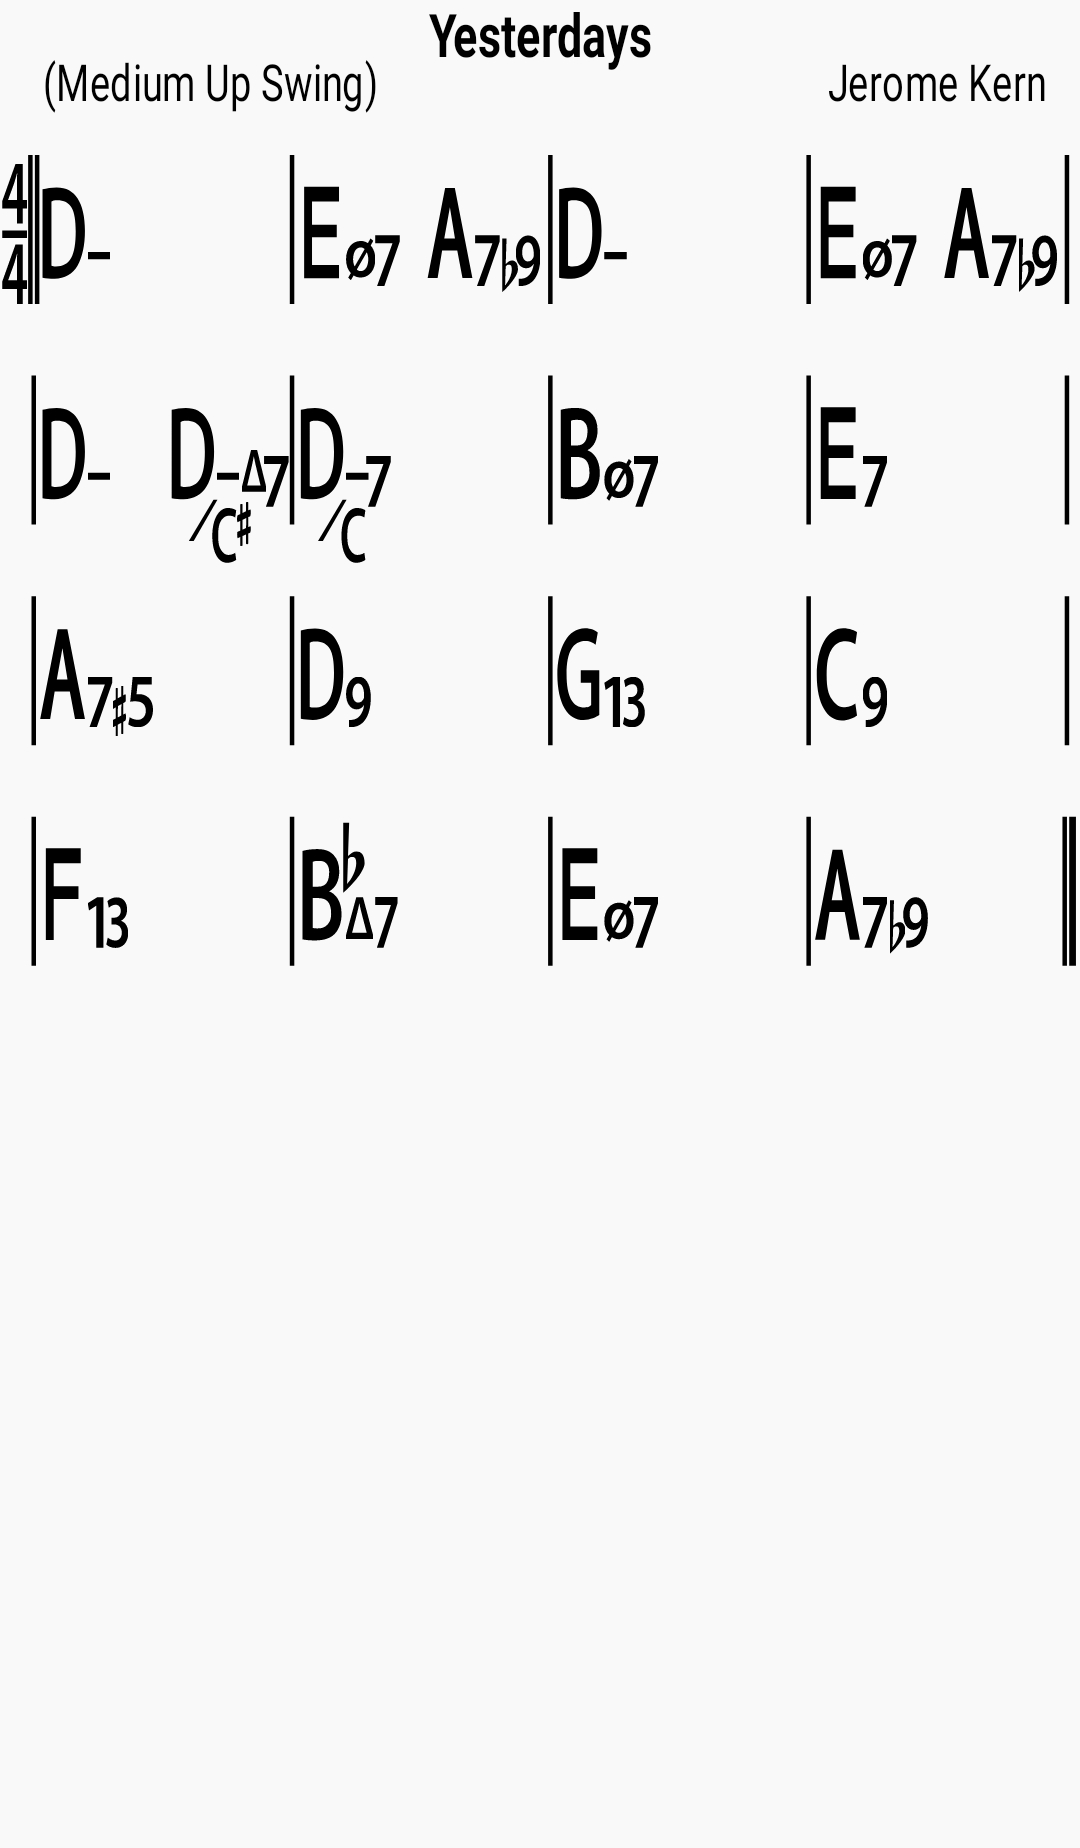 Yesterdays
(Medium Up Swing) Jerome Kern
4/4 D– Eø7 A7♭9 D– Eø7 A7♭9
D– D–Δ7/C♯ D–7/C Bø7 E7
A7♯5 D9 G13 C9
F13 B♭Δ7 Eø7 A7♭9